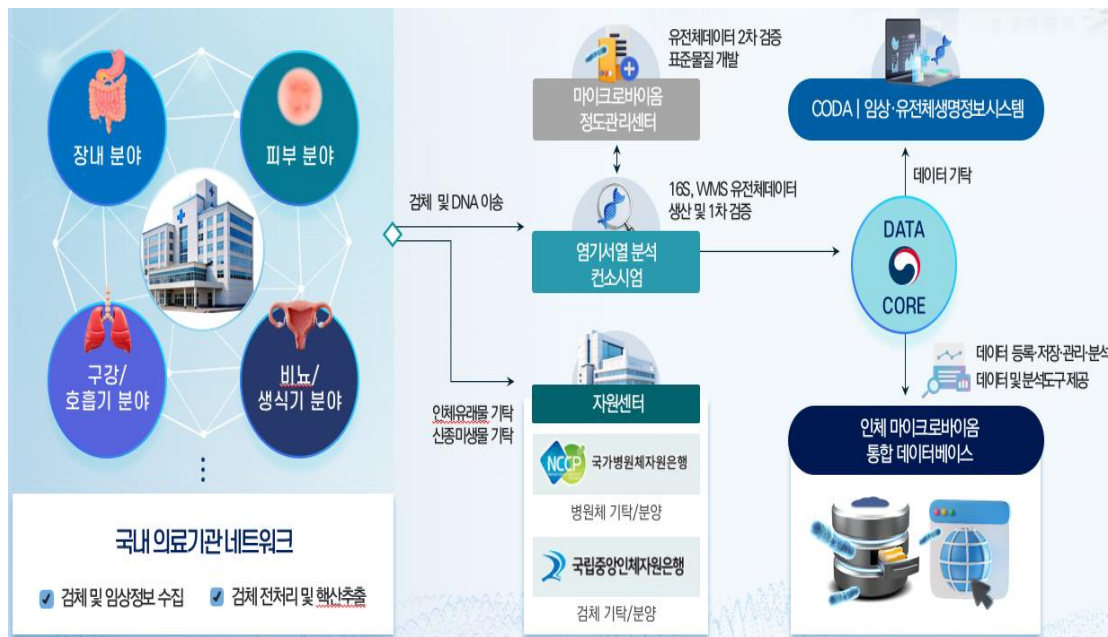 장내 분야
피부 분야
구강/
호흡기 분야
비뇨/
생식기 분야
국내 의료기관 네트워크
검체 및 임상정보 수집
검체 전처리 및 핵산추출
검체 및 DNA 이송
인체유래물 기탁
신종미생물 기탁
유전체데이터 2차 검증
표준물질 개발
마이크로바이옴
정도관리센터
16S, WMS 유전체데이터
생산 및 1차 검증
염기서열 분석
컨소시엄
자원센터
NCCP 국가병원체자원은행
병원체 기탁/분양
국립중앙인체자원은행
검체 기탁/분양
CODA | 임상·유전체생명정보시스템
데이터 기탁
DATA
CORE
데이터 등록·저장·관리·분석
데이터 및 분석도구 제공
인체 마이크로바이옴
통합 데이터베이스